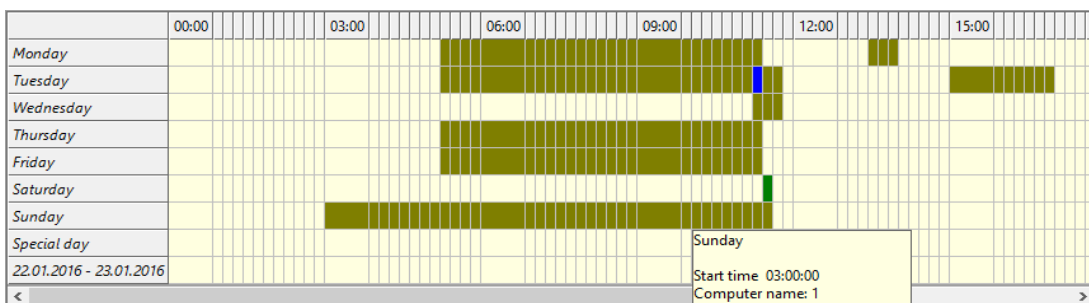 00:00 03:00 06:00 09:00 12:00 15:00
Monday
Tuesday
Wednesday
Thursday
Friday
Saturday
Sunday
Special day
22.01.2016 - 23.01.2016
Sunday
Start time 03:00:00
Computer name: 1